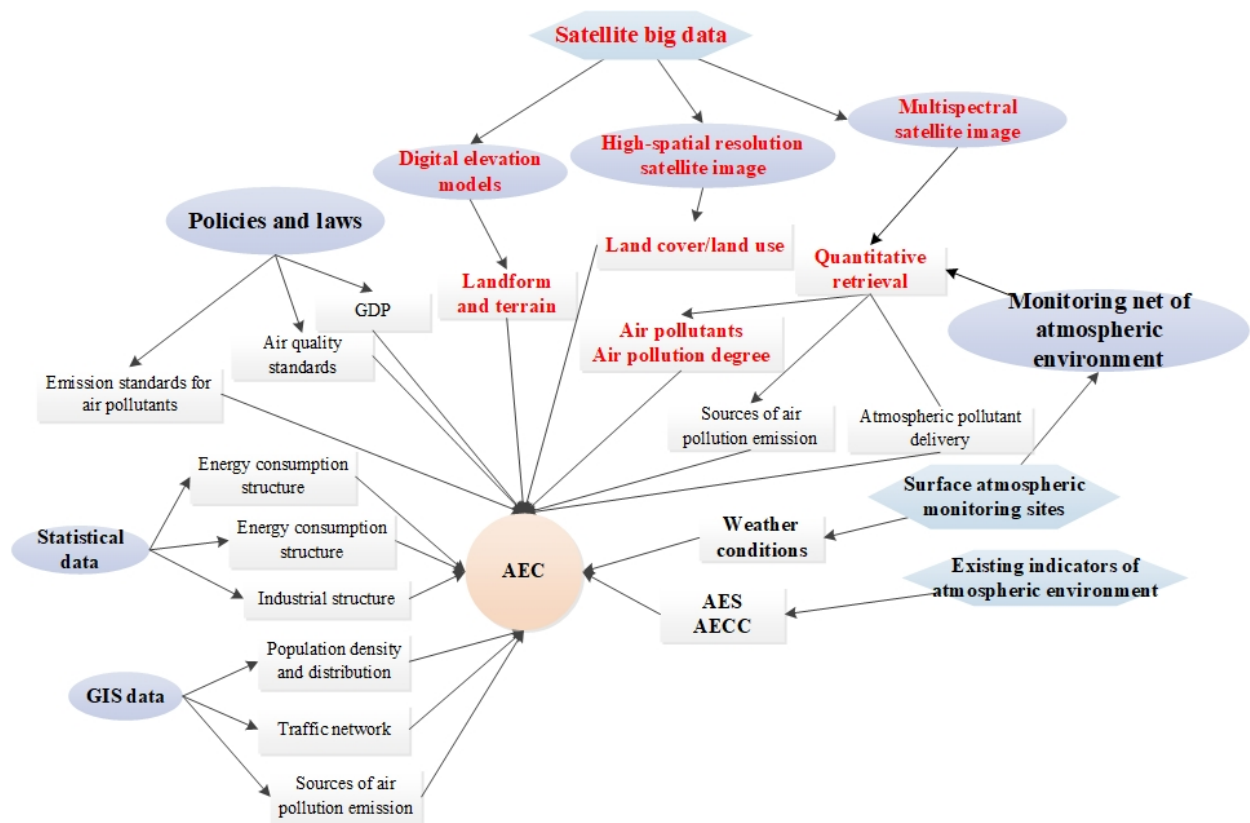 Satellite big data
Multispectral
satellite image
High-spatial resolution
satellite image
Digital elevation
models
Policies and laws
Land cover/land use
Quantitative
retrieval
Landform
and terrain
GDP
Monitoring net of
atmospheric
environment
Air pollutants
Air pollution degree
Air quality
standards
Emission standards for
air pollutants
Sources of air
pollution emission
Atmospheric pollutant
delivery
Energy consumption
structure
Surface atmospheric
monitoring sites
Statistical
data
Energy consumption
structure
Weather
conditions
AEC
Existing indicators of
atmospheric environment
Industrial structure
AES
AECC
Population density
and distribution
GIS data
Traffic network
Sources of air
pollution emission